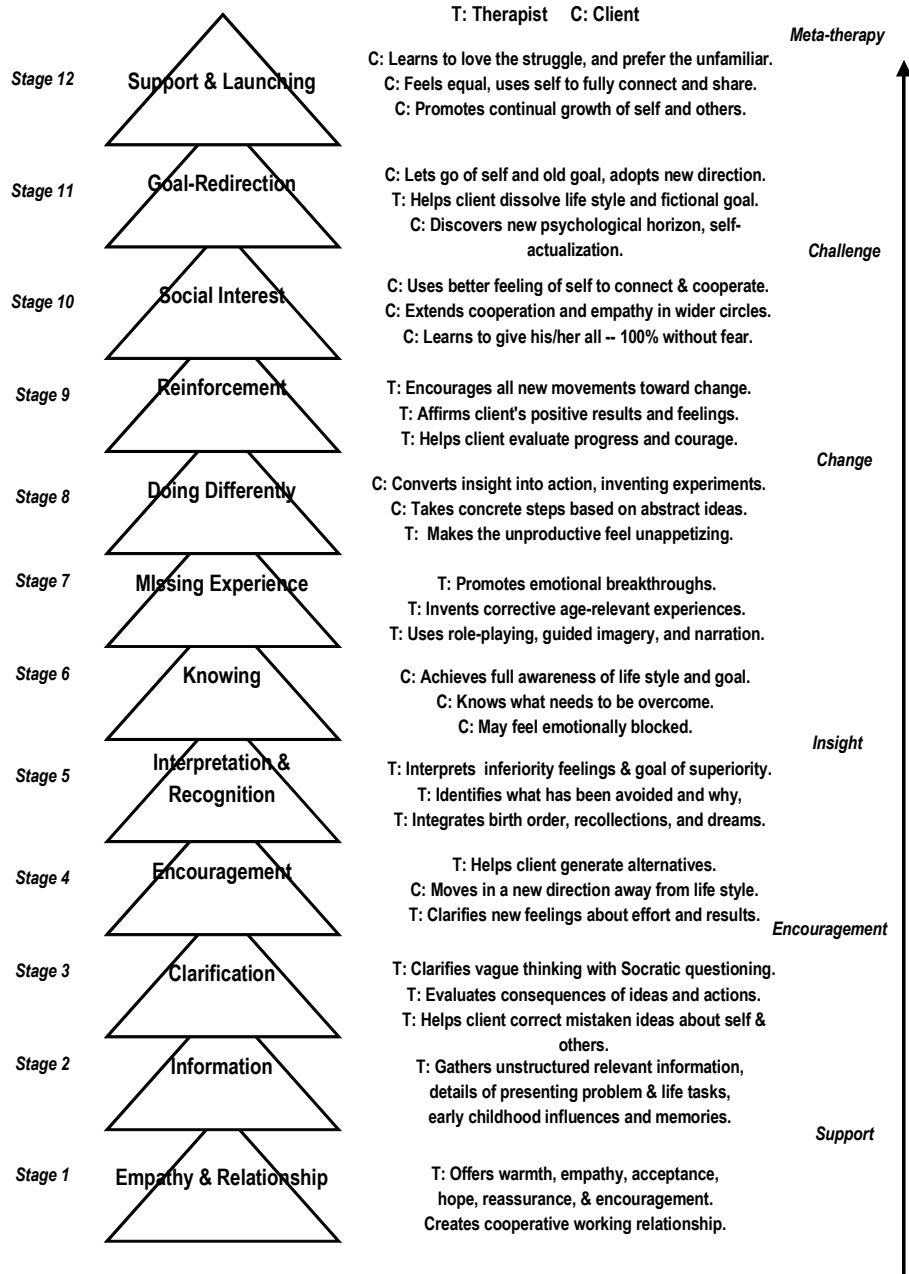 T: Therapist C: Client
Meta-therapy
Stage 12
Support & Launching
C: Learns to love the struggle, and prefer the unfamiliar.
C: Feels equal, uses self to fully connect and share.
C: Promotes continual growth of self and others.
Stage 11
Goal-Redirection
C: Lets go of self and old goal, adopts new direction.
T: Helps client dissolve life style and fictional goal.
C: Discovers new psychological horizon, self-
actualization.
Challenge
Stage 10
Social Interest
C: Uses better feeling of self to connect & cooperate.
C: Extends cooperation and empathy in wider circles.
C: Learns to give his/her all -- 100% without fear.
Stage 9
Reinforcement
T: Encourages all new movements toward change.
T: Affirms client's positive results and feelings.
T: Helps client evaluate progress and courage.
Change
Stage 8
Doing Differently
C: Converts insight into action, inventing experiments.
C: Takes concrete steps based on abstract ideas.
T: Makes the unproductive feel unappetizing.
Stage 7
MIssing Experience
T: Promotes emotional breakthroughs.
T: Invents corrective age-relevant experiences.
T: Uses role-playing, guided imagery, and narration.
Stage 6
Knowing
C: Achieves full awareness of life style and goal.
C: Knows what needs to be overcome.
C: May feel emotionally blocked.
Insight
Stage 5
Interpretation &
Recognition
T: Interprets inferiority feelings & goal of superiority.
T: Identifies what has been avoided and why,
T: Integrates birth order, recollections, and dreams.
Stage 4
Encouragement
T: Helps client generate alternatives.
C: Moves in a new direction away from life style.
T: Clarifies new feelings about effort and results.
Encouragement
Stage 3
Clarification
T: Clarifies vague thinking with Socratic questioning.
T: Evaluates consequences of ideas and actions.
T: Helps client correct mistaken ideas about self &
others.
Stage 2
Information
T: Gathers unstructured relevant information,
details of presenting problem & life tasks,
early childhood influences and memories.
Support
Stage 1
Empathy & Relationship
T: Offers warmth, empathy, acceptance,
hope, reassurance, & encouragement.
Creates cooperative working relationship.